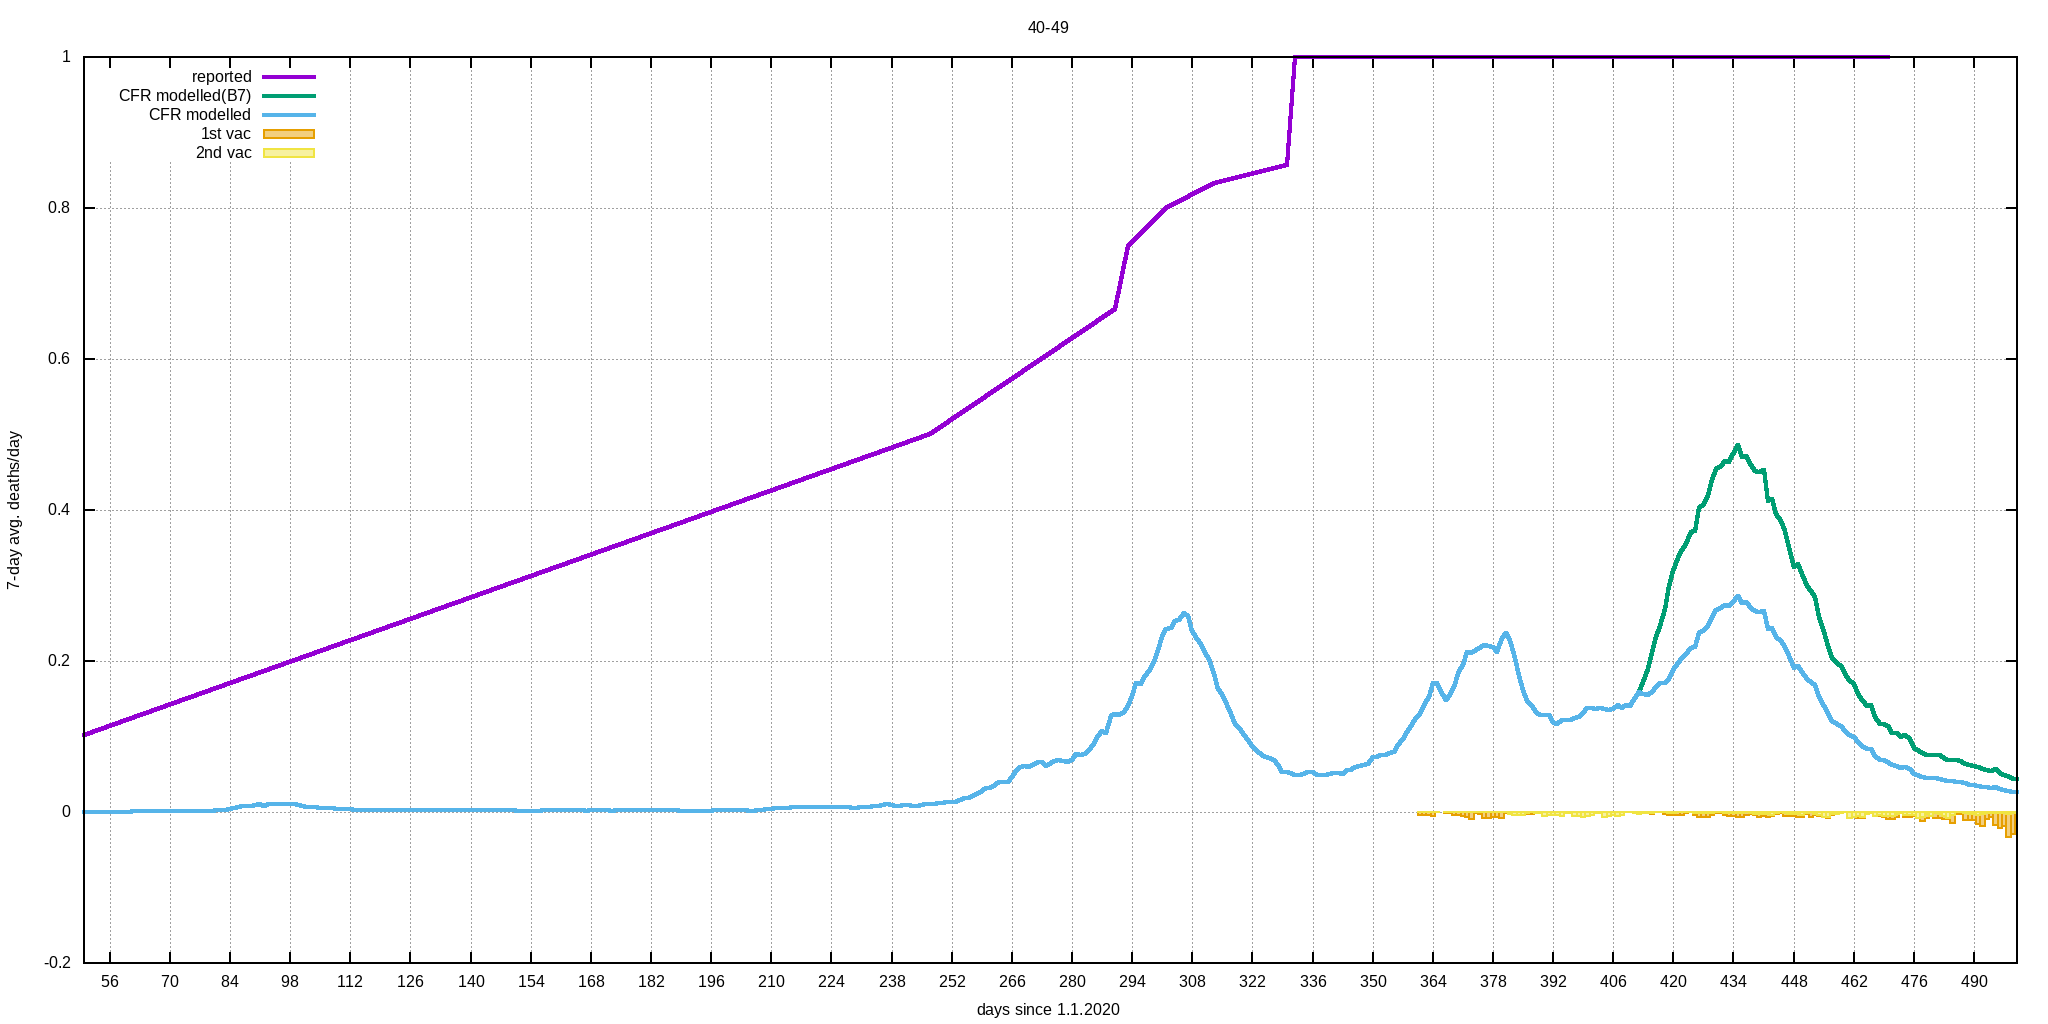 40-49
reported
CFR modelled(B7)
CFR modelled
1st vac
2nd vac
1
0.8
0.6
0.4
0.2
0
-0.2
7-day avg. deaths/day
56 70 84 98 112 126 140 154 168 182 196 210 224 238 252 266 280 294 308 322 336 350 364 378 392 406 420 434 448 462 476 490
days since 1.1.2020